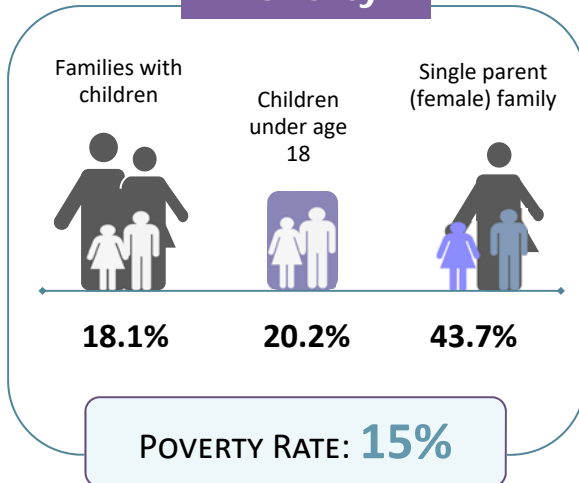 Families with
children
Children
under age
18
Single parent
(female) family
18.1%
20.2%
43.7%
POVERTY RATE: 15%